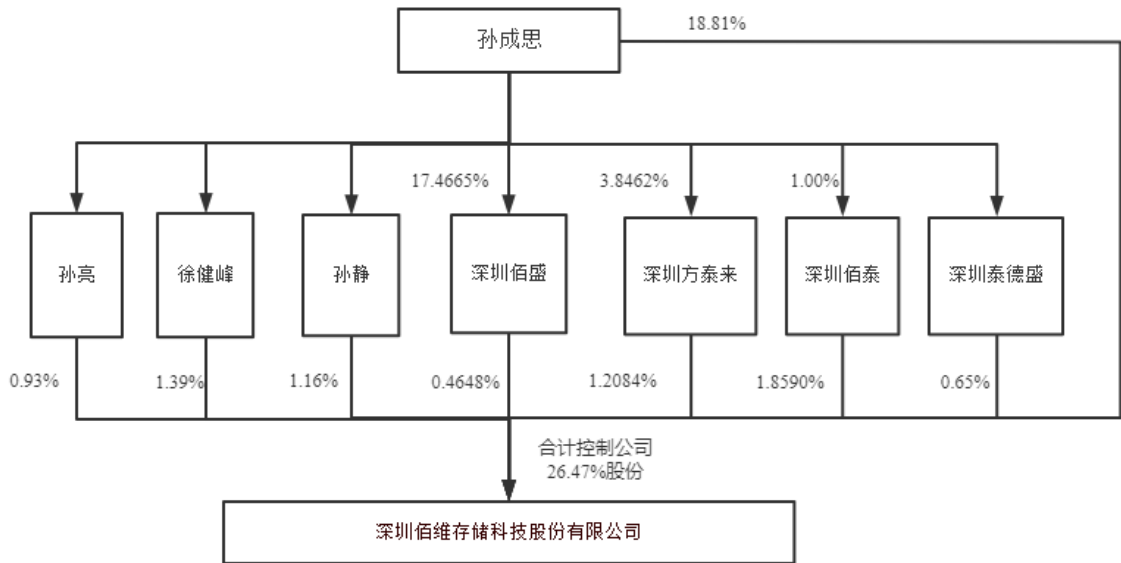 孙成思
18.81%
17.4665%
3.8462%
1.00%
孙亮
徐健峰
孙静
深圳佰盛
深圳方泰来
深圳佰泰
深圳泰德盛
0.93%
1.39%
1.16%
0.4648%
1.2084%
1.8590%
0.65%
合计控制公司
26.47%股份
深圳佰维存储科技股份有限公司